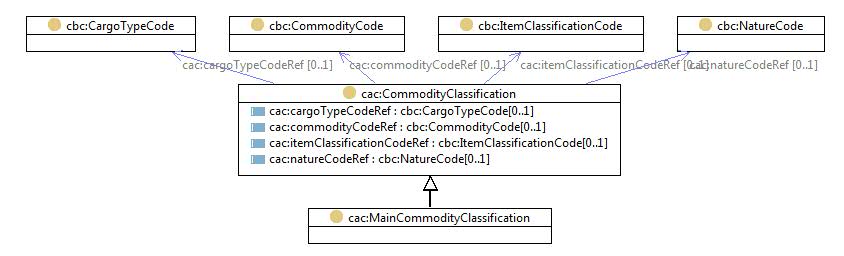 cbc:CargoTypeCode
cbc:CommodityCode
cbc:ItemClassificationCode
cbc:NatureCode
cac:cargoTypeCodeRef [0..1]
cac:commodityCodeRef [0..1]
cac:itemClassificationCodeRef [0..1]
cac:natureCodeRef [0..1]
cac:CommodityClassification
cac:cargoTypeCodeRef : cbc:CargoTypeCode[0..1]
cac:commodityCodeRef : cbc:CommodityCode[0..1]
cac:itemClassificationCodeRef : cbc:ItemClassificationCode[0..1]
cac:natureCodeRef : cbc:NatureCode[0..1]
cac:MainCommodityClassification